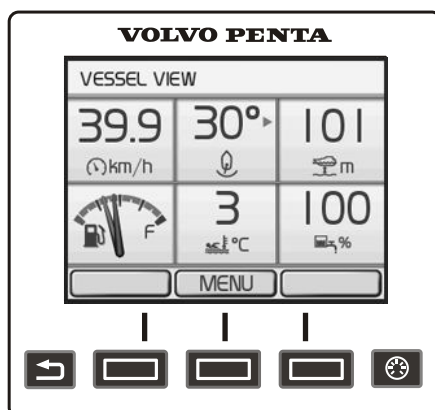 VOLVO PENTA
VESSEL VIEW
39.9 30° 101
km/h m
F 3 100
°C %
MENU